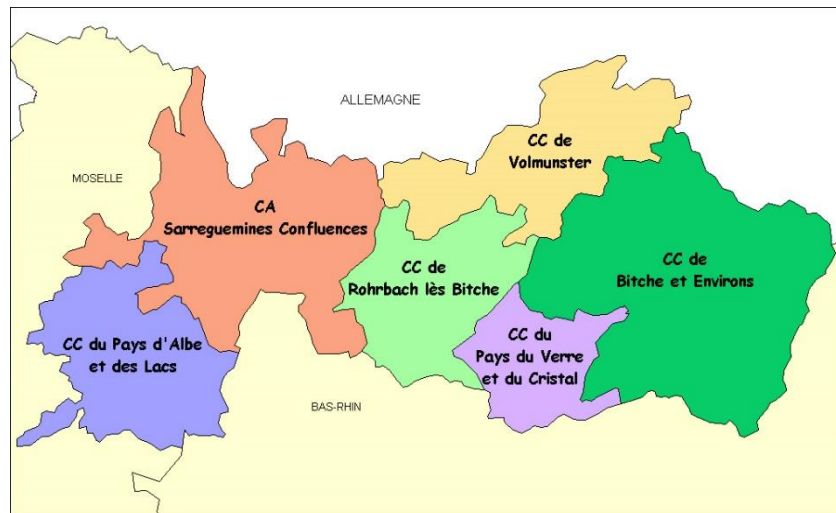 ALLEMAGNE
CC de
Volmunster
MOSELLE
CA
Sarreguemines Confluences
CC de
Rohrbach lès Bitche
CC de
Bitche et Environs
CC du Pays d'Albe
et des Lacs
CC du
Pays du Verre
et du Cristal
BAS-RHIN